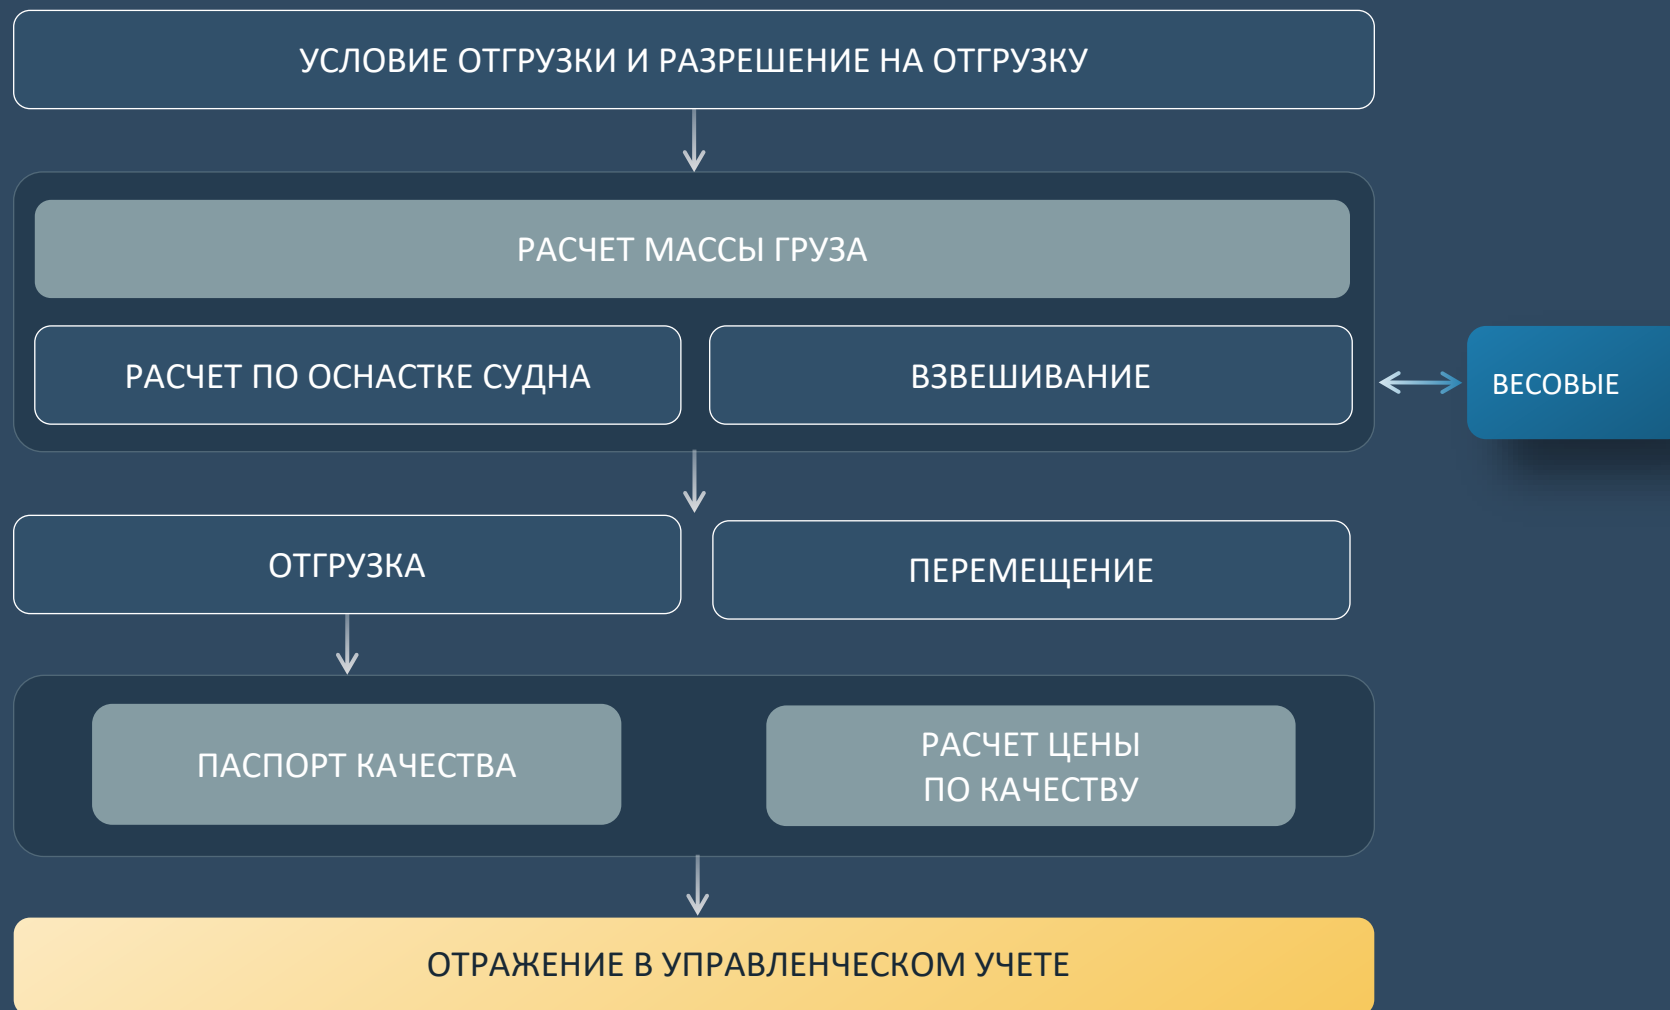 УСЛОВИЕ ОТГРУЗКИ И РАЗРЕШЕНИЕ НА ОТГРУЗКУ
РАСЧЕТ МАССЫ ГРУЗА
РАСЧЕТ ПО ОСНАСТКЕ СУДНА
ВЗВЕШИВАНИЕ
ВЕСОВЫЕ
ОТГРУЗКА
ПЕРЕМЕЩЕНИЕ
ПАСПОРТ КАЧЕСТВА
РАСЧЕТ ЦЕНЫ
ПО КАЧЕСТВУ
ОТРАЖЕНИЕ В УПРАВЛЕНЧЕСКОМ УЧЕТЕ